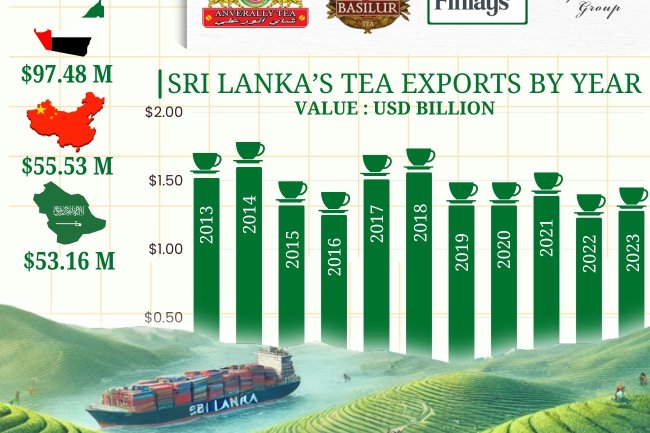 ANVERALLY TEA
BASILUR
TEA
Finlays
Group
$97.48 M
$55.53 M
$53.16 M
SRI LANKA’S TEA EXPORTS BY YEAR
VALUE : USD BILLION
$2.00
$1.50
$1.00
$0.50
2013
2014
2015
2016
2017
2018
2019
2020
2021
2022
2023
SRI LANKA